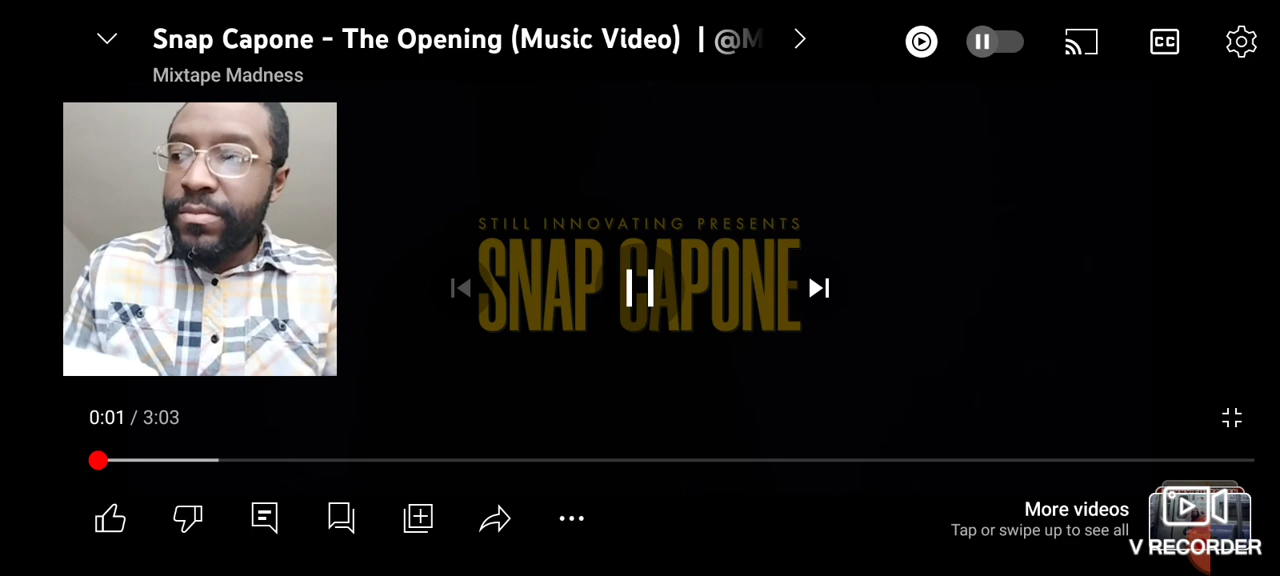 Snap Capone - The Opening (Music Video) | @M
Mixtape Madness
CC
STILL INNOVATING PRESENTS
SNAP CAPONE
0:01 / 3:03
More videos
Tap or swipe up to see all
V RECORDER